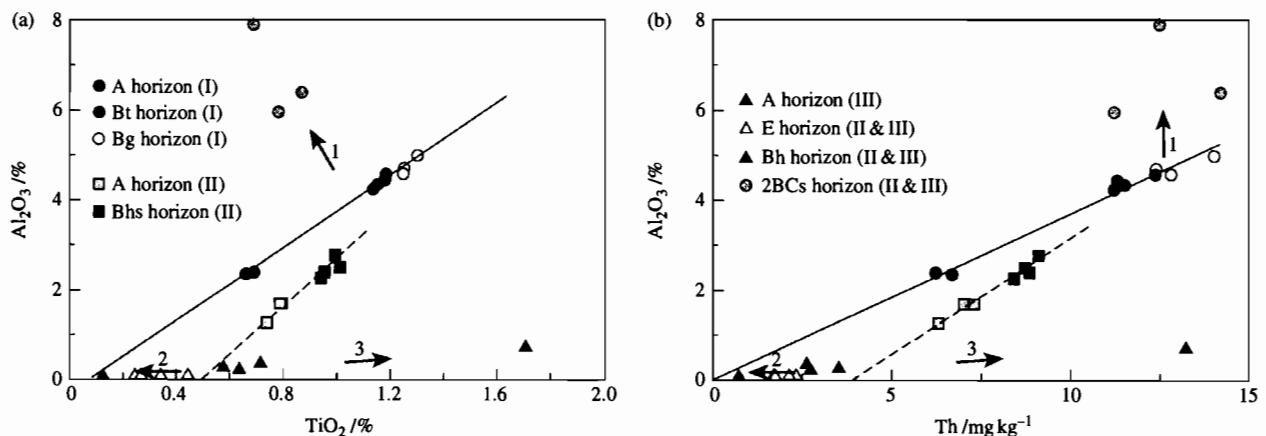 (a)
8
6
4
2
0
Al₂O₃ /%
A horizon (I)
Bt horizon (I)
Bg horizon (I)
A horizon (II)
Bhs horizon (II)
1
2
3
0 0.4 0.8 1.2 1.6 2.0
TiO₂ /%
(b)
8
6
4
2
0
Al₂O₃ /%
A horizon (III)
E horizon (II & III)
Bh horizon (II & III)
2BCs horizon (II & III)
1
2
3
0 5 10 15
Th /mg kg⁻¹